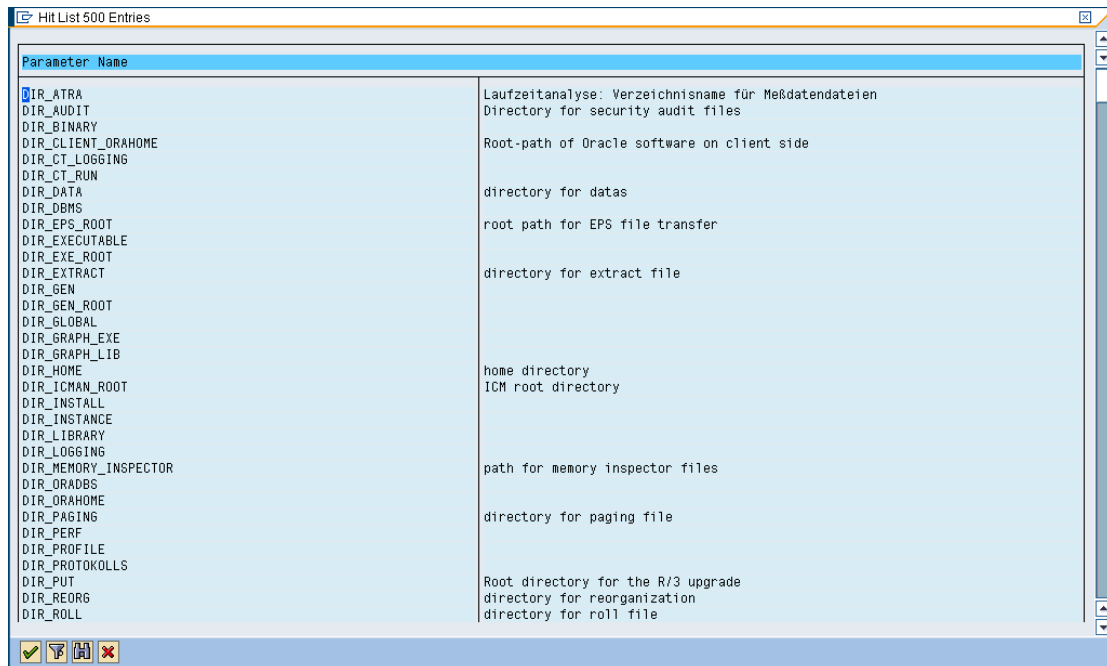 Hit List 500 Entries
Parameter Name
DIR_ATRA Laufzeitanalyse: Verzeichnisname für Meßdatendateien
DIR_AUDIT Directory for security audit files
DIR_BINARY
DIR_CLIENT_ORAHOME Root-path of Oracle software on client side
DIR_CT_LOGGING
DIR_CT_RUN
DIR_DATA directory for datas
DIR_DBMS
DIR_EPS_ROOT root path for EPS file transfer
DIR_EXECUTABLE
DIR_EXE_ROOT
DIR_EXTRACT directory for extract file
DIR_GEN
DIR_GEN_ROOT
DIR_GLOBAL
DIR_GRAPH_EXE
DIR_GRAPH_LIB
DIR_HOME home directory
DIR_ICMAN_ROOT ICM root directory
DIR_INSTALL
DIR_INSTANCE
DIR_LIBRARY
DIR_LOGGING
DIR_MEMORY_INSPECTOR path for memory inspector files
DIR_ORADBS
DIR_ORAHOME
DIR_PAGING directory for paging file
DIR_PERF
DIR_PROFILE
DIR_PROTOKOLLS
DIR_PUT Root directory for the R/3 upgrade
DIR_REORG directory for reorganization
DIR_ROLL directory for roll file